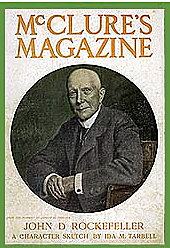 McCLURE'S
MAGAZINE
JOHN D ROCKEFELLER
A CHARACTER SKETCH BY IDA M. TARBELL